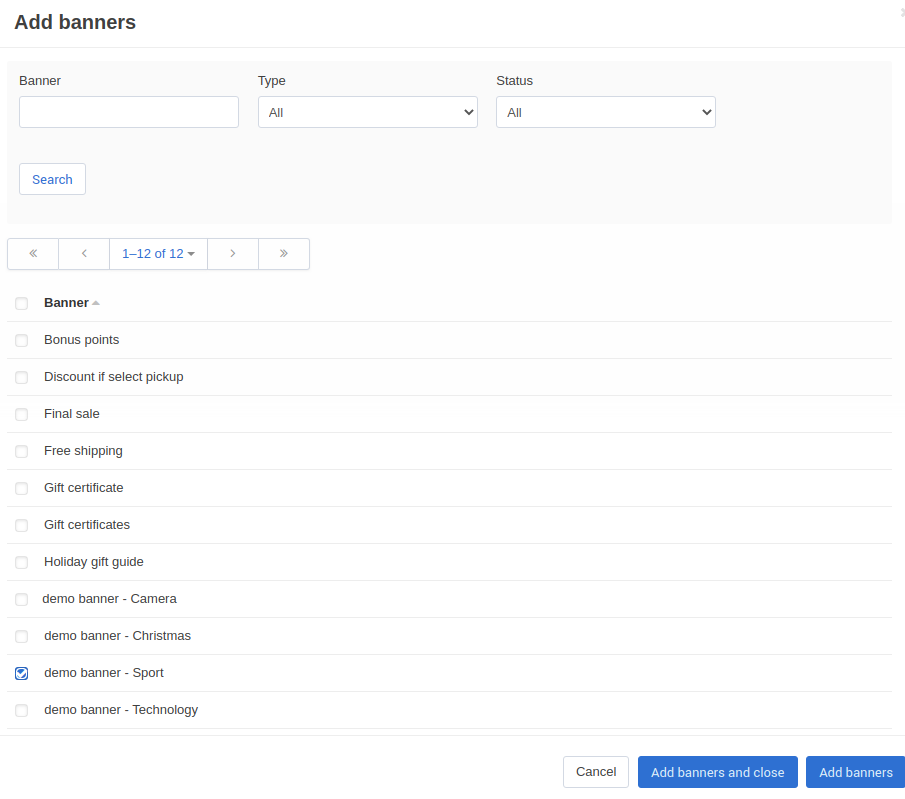 Add banners
Banner Type Status
All All
Search
« ‹ 1–12 of 12 › »
Banner
Bonus points
Discount if select pickup
Final sale
Free shipping
Gift certificate
Gift certificates
Holiday gift guide
demo banner - Camera
demo banner - Christmas
demo banner - Sport
demo banner - Technology
Cancel Add banners and close Add banners